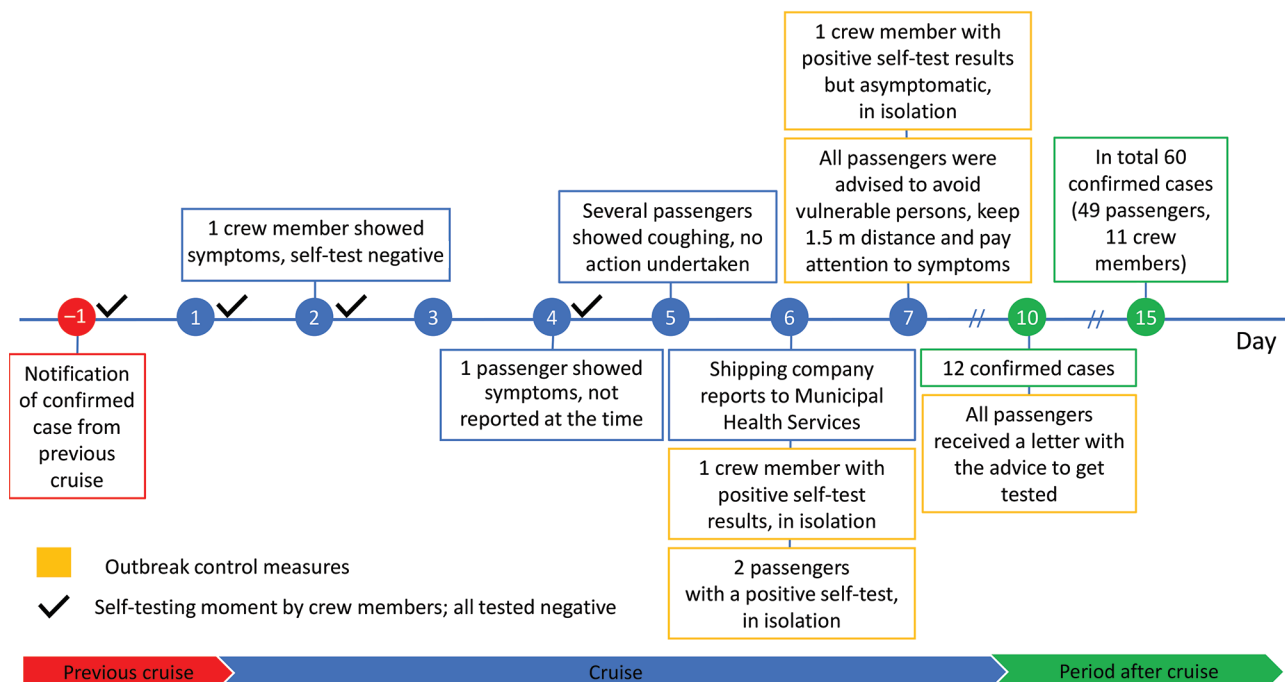 1 crew member with
positive self-test results
but asymptomatic,
in isolation
All passengers were
advised to avoid
vulnerable persons, keep
1.5 m distance and pay
attention to symptoms
In total 60
confirmed cases
(49 passengers,
11 crew
members)
Several passengers
showed coughing, no
action undertaken
1 crew member showed
symptoms, self-test negative
–1 1 2 3 4 5 6 7 // 10 // 15
Day
Notification
of confirmed
case from
previous
cruise
1 passenger showed
symptoms, not
reported at the time
Shipping company
reports to Municipal
Health Services
1 crew member with
positive self-test
results, in isolation
2 passengers
with a positive self-test,
in isolation
12 confirmed cases
All passengers
received a letter with
the advice to get
tested
Outbreak control measures
Self-testing moment by crew members; all tested negative
Previous cruise Cruise Period after cruise